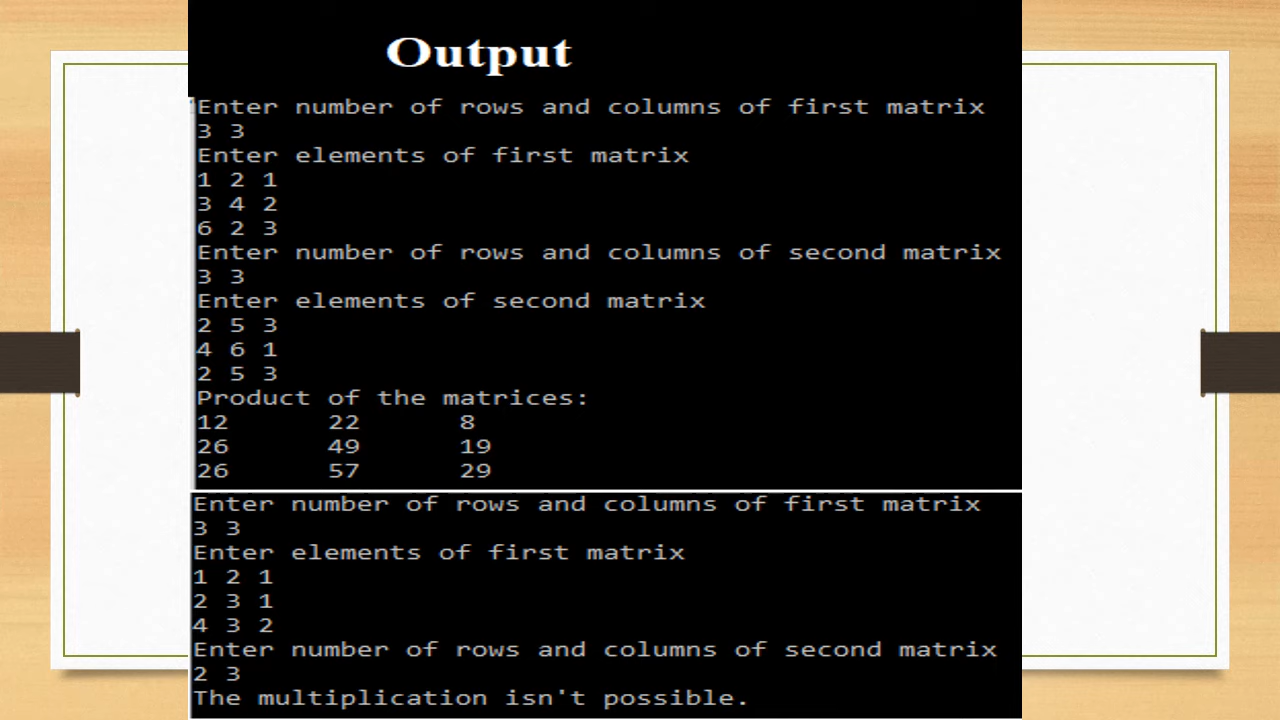 Output
Enter number of rows and columns of first matrix
3 3
Enter elements of first matrix
1 2 1
3 4 2
6 2 3
Enter number of rows and columns of second matrix
3 3
Enter elements of second matrix
2 5 3
4 6 1
2 5 3
Product of the matrices:
12 22 8
26 49 19
26 57 29
Enter number of rows and columns of first matrix
3 3
Enter elements of first matrix
1 2 1
2 3 1
4 3 2
Enter number of rows and columns of second matrix
2 3
The multiplication isn't possible.